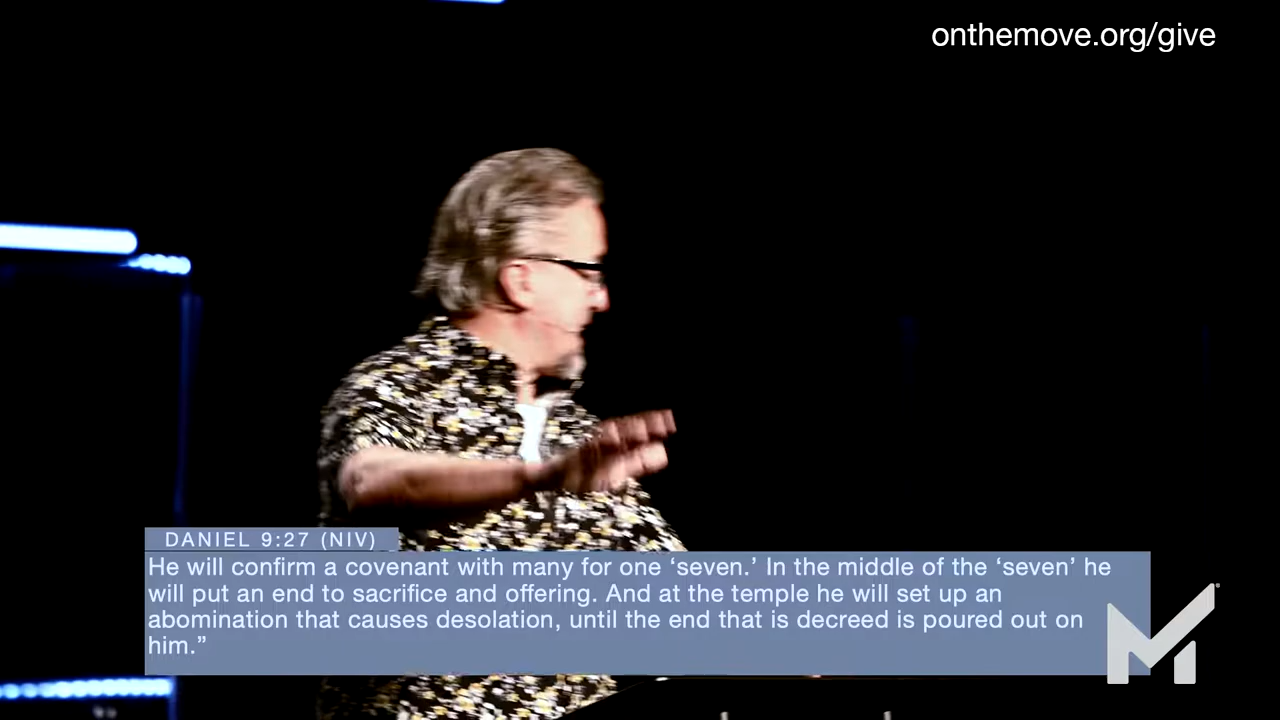 onthemove.org/give
DANIEL 9:27 (NIV)
He will confirm a covenant with many for one ‘seven.’ In the middle of the ‘seven’ he
will put an end to sacrifice and offering. And at the temple he will set up an
abomination that causes desolation, until the end that is decreed is poured out on
him.”